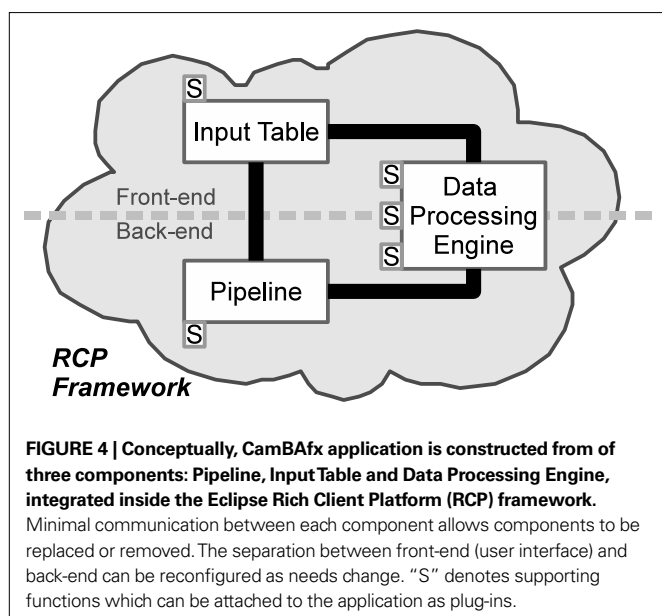 S
Input Table
S
Data
Front-end
S
Processing
Back-end
S
Engine
Pipeline
S
RCP
Framework
FIGURE 4 | Conceptually, CamBAfx application is constructed from of
three components: Pipeline, Input Table and Data Processing Engine,
integrated inside the Eclipse Rich Client Platform (RCP) framework.
Minimal communication between each component allows components to be
replaced or removed. The separation between front-end (user interface) and
back-end can be reconfigured as needs change. “S” denotes supporting
functions which can be attached to the application as plug-ins.